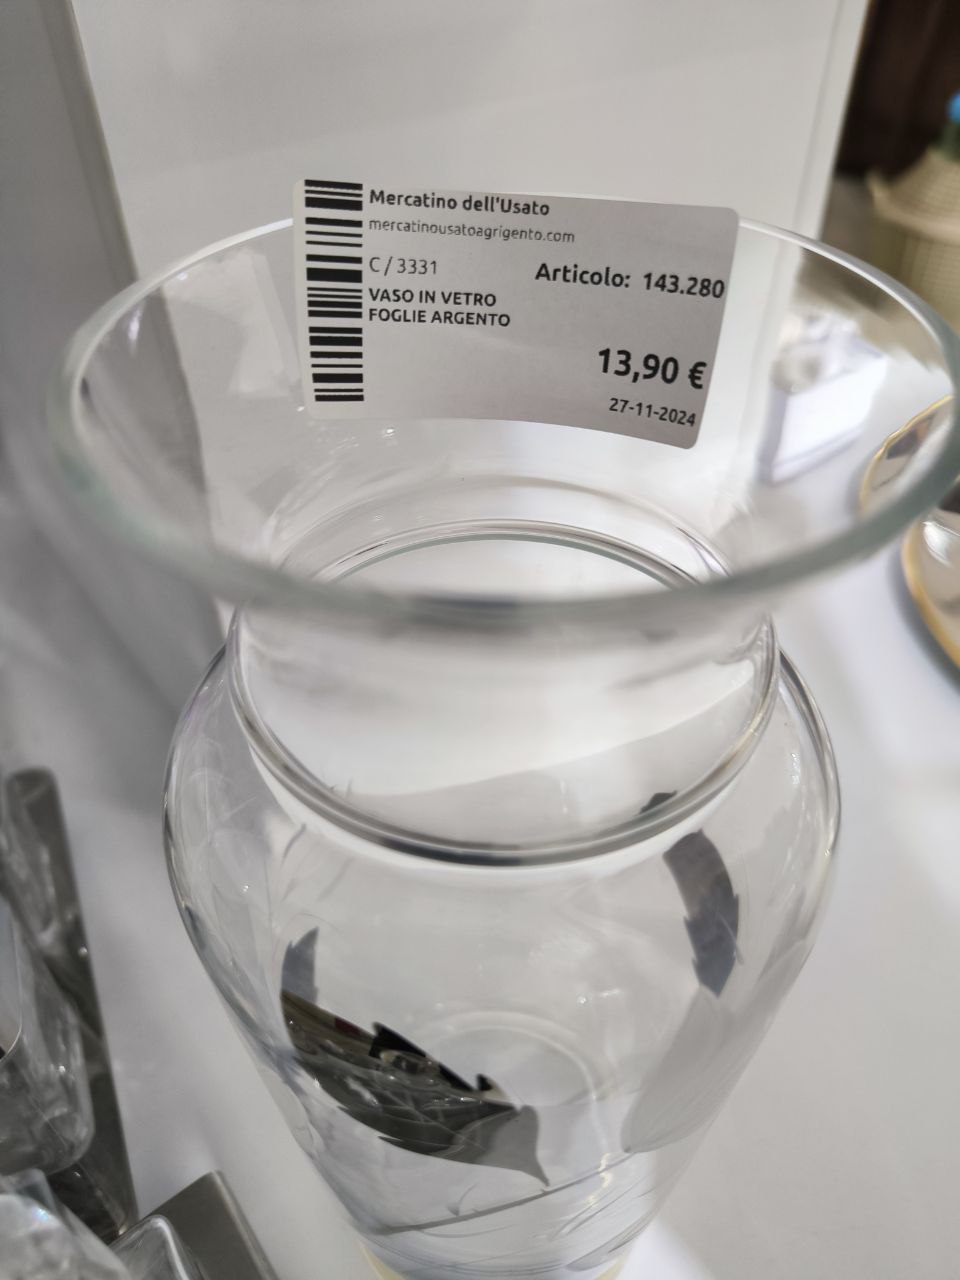 Mercatino dell'Usato
mercatinousatoagrigento.com
C / 3331
Articolo: 143.280
VASO IN VETRO
FOGLIE ARGENTO
13,90 €
27-11-2024